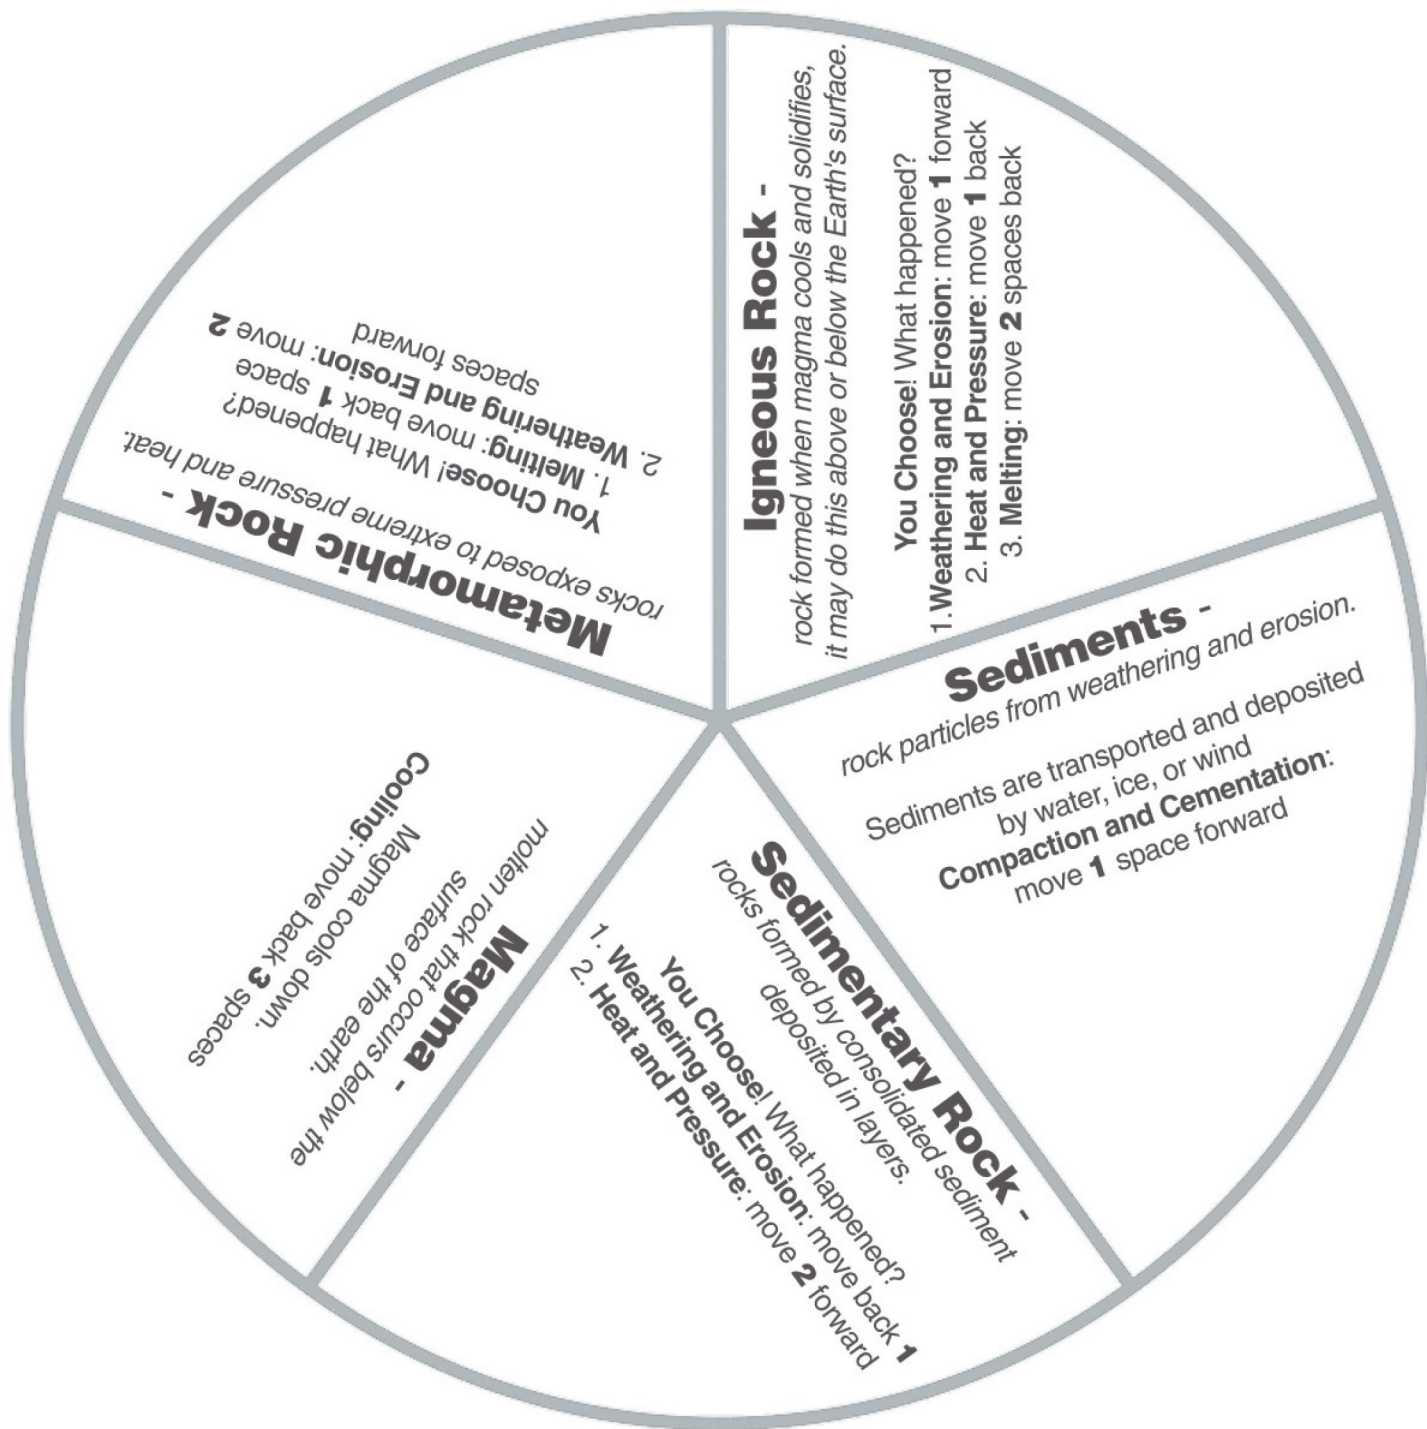 Igneous Rock -
rock formed when magma cools and solidifies,
it may do this above or below the Earth's surface.
You Choose! What happened?
1.Weathering and Erosion: move 1 forward
2. Heat and Pressure: move 1 back
3. Melting: move 2 spaces back
Sediments -
rock particles from weathering and erosion.
Sediments are transported and deposited
by water, ice, or wind
Compaction and Cementation:
move 1 space forward
Sedimentary Rock -
rocks formed by consolidated sediment
deposited in layers.
You Choose! What happened?
1. Weathering and Erosion: move back 1
2. Heat and Pressure: move 2 forward
Magma -
molten rock that occurs below the
surface of the earth.
Magma cools down.
Cooling: move back 3 spaces
Metamorphic Rock -
rocks exposed to extreme pressure and heat.
You Choose! What happened?
1. Melting: move back 1 space
2. Weathering and Erosion: move 2
spaces forward